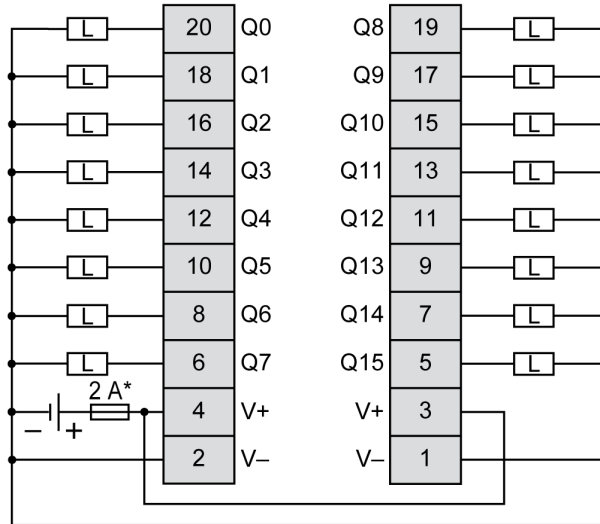 L 20 Q0 Q8 19 L
L 18 Q1 Q9 17 L
L 16 Q2 Q10 15 L
L 14 Q3 Q11 13 L
L 12 Q4 Q12 11 L
L 10 Q5 Q13 9 L
L 8 Q6 Q14 7 L
L 6 Q7 Q15 5 L
2 A*
– + 4 V+ V+ 3
2 V– V– 1